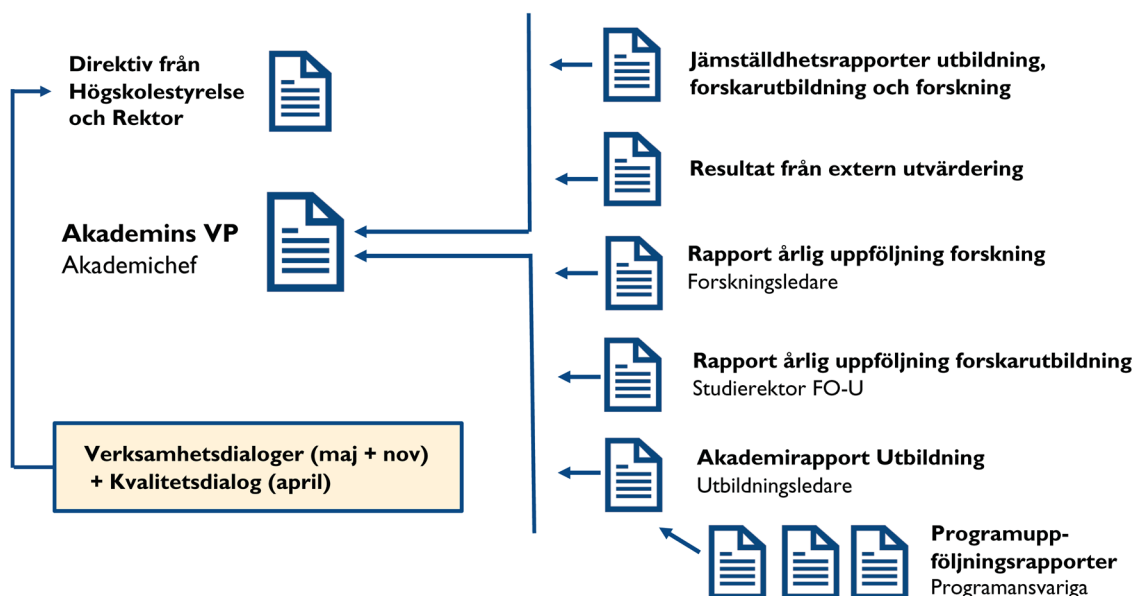 Direktiv från
Högskolestyrelse
och Rektor
Akademins VP
Akademichef
Verksamhetsdialoger (maj + nov)
+ Kvalitetsdialog (april)
Jämställdhetsrapporter utbildning,
forskarutbildning och forskning
Resultat från extern utvärdering
Rapport årlig uppföljning forskning
Forskningsledare
Rapport årlig uppföljning forskarutbildning
Studierektor FO-U
Akademirapport Utbildning
Utbildningsledare
Programupp-
följningsrapporter
Programansvariga